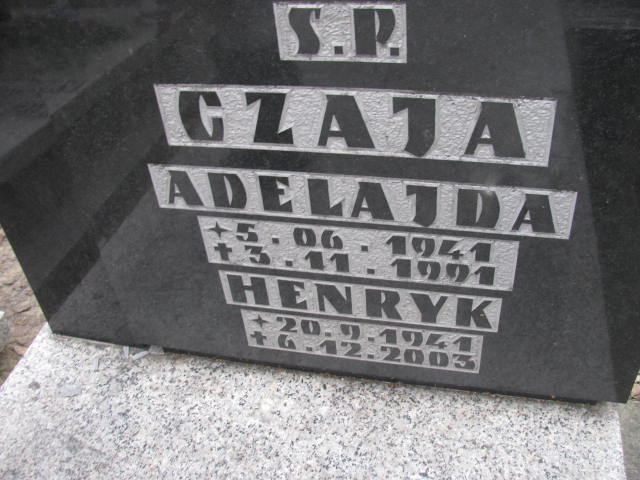 S.P.
CZAJA
ADELAJDA
✦5.06.1941
✝3.11.1991
HENRYK
✦20.9.1941
✝6.12.2003